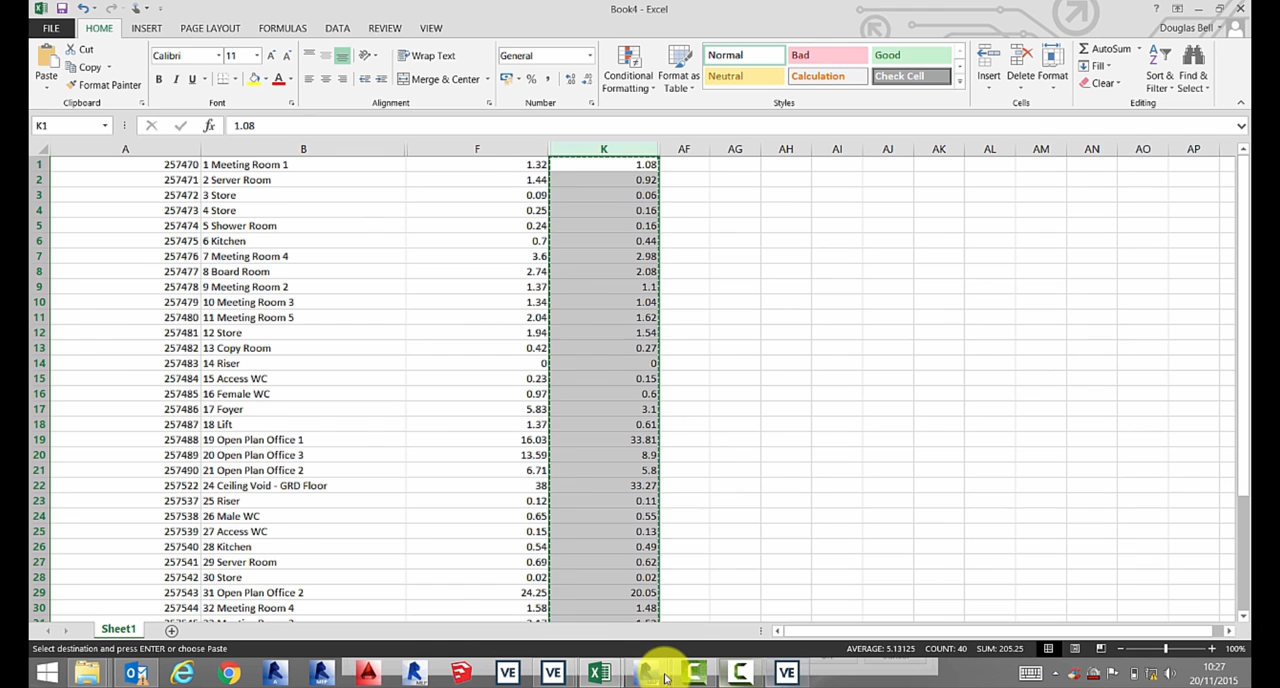 Book4 - Excel
FILE HOME INSERT PAGE LAYOUT FORMULAS DATA REVIEW VIEW Douglas Bell
Cut
Copy
Format Painter
Paste
Calibri 11
B I U
Wrap Text
Merge & Center
General
Conditional Formatting
Format as Table
Normal Bad Good
Neutral Calculation Check Cell
Insert Delete Format
AutoSum
Fill
Clear
Sort & Filter
Find & Select
Clipboard Font Alignment Number Styles Cells Editing
K1 fx 1.08
A B F K AF AG AH AI AJ AK AL AM AN AO AP
1 257470 1 Meeting Room 1 1.32 1.08
2 257471 2 Server Room 1.44 0.92
3 257472 3 Store 0.09 0.06
4 257473 4 Store 0.25 0.16
5 257474 5 Shower Room 0.24 0.16
6 257475 6 Kitchen 0.7 0.44
7 257476 7 Meeting Room 4 3.6 2.98
8 257477 8 Board Room 2.74 2.08
9 257478 9 Meeting Room 2 1.37 1.1
10 257479 10 Meeting Room 3 1.34 1.04
11 257480 11 Meeting Room 5 2.04 1.62
12 257481 12 Store 1.94 1.54
13 257482 13 Copy Room 0.42 0.27
14 257483 14 Riser 0 0
15 257484 15 Access WC 0.23 0.15
16 257485 16 Female WC 0.97 0.6
17 257486 17 Foyer 5.83 3.1
18 257487 18 Lift 1.37 0.61
19 257488 19 Open Plan Office 1 16.03 33.81
20 257489 20 Open Plan Office 3 13.59 8.9
21 257490 21 Open Plan Office 2 6.71 5.8
22 257522 24 Ceiling Void - GRD Floor 38 33.27
23 257537 25 Riser 0.12 0.11
24 257538 26 Male WC 0.65 0.55
25 257539 27 Access WC 0.15 0.13
26 257540 28 Kitchen 0.54 0.49
27 257541 29 Server Room 0.69 0.62
28 257542 30 Store 0.02 0.02
29 257543 31 Open Plan Office 2 24.25 20.05
30 257544 32 Meeting Room 4 1.58 1.48
Sheet1
Select destination and press ENTER or choose Paste AVERAGE: 5.13125 COUNT: 40 SUM: 205.25 100%
VE VE VE
10:27
20/11/2015